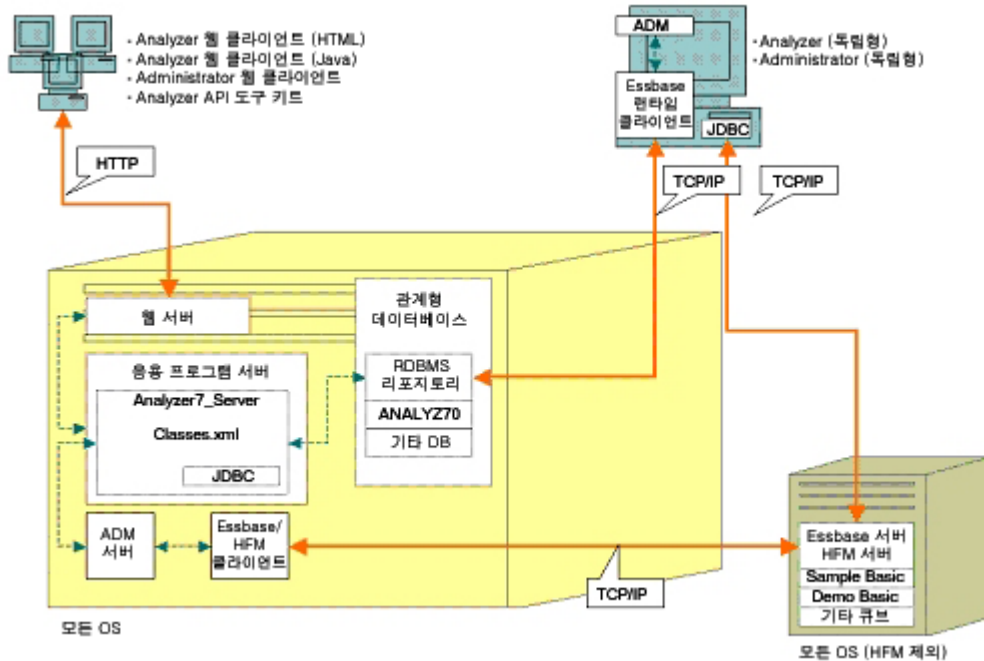 - Analyzer 웹 클라이언트 (HTML)
- Analyzer 웹 클라이언트 (Java)
- Administrator 웹 클라이언트
- Analyzer API 도구 키트
ADM
Essbase
런타임
클라이언트
JDBC
- Analyzer (독립형)
- Administrator (독립형)
HTTP
TCP/IP
TCP/IP
웹 서버
관계형
데이터베이스
RDBMS
리포지토리
ANALYZ70
기타 DB
응용 프로그램 서버
Analyzer7_Server
Classes.xml
JDBC
ADM
서버
Essbase/
HFM
클라이언트
TCP/IP
Essbase 서버
HFM 서버
Sample Basic
Demo Basic
기타 큐브
모든 OS
모든 OS (HFM 제외)